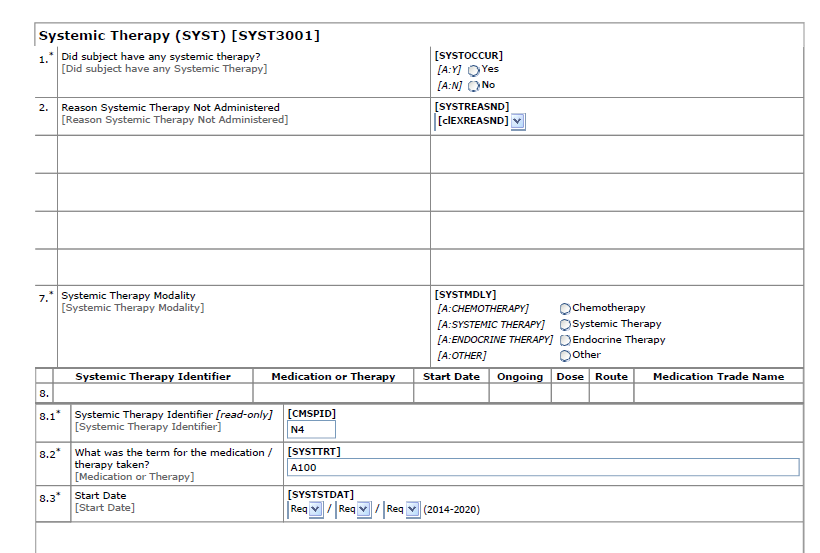 Systemic Therapy (SYST) [SYST3001]
1.* Did subject have any systemic therapy? [SYSTOCCUR]
[Did subject have any Systemic Therapy] [A:Y] Yes
[A:N] No
2. Reason Systemic Therapy Not Administered [SYSTREASND]
[Reason Systemic Therapy Not Administered] [clEXREASND]
7.* Systemic Therapy Modality [SYSTMDLY]
[Systemic Therapy Modality] [A:CHEMOTHERAPY] Chemotherapy
[A:SYSTEMIC THERAPY] Systemic Therapy
[A:ENDOCRINE THERAPY] Endocrine Therapy
[A:OTHER] Other
Systemic Therapy Identifier Medication or Therapy Start Date Ongoing Dose Route Medication Trade Name
8.
8.1* Systemic Therapy Identifier [read-only] [CMSPID]
[Systemic Therapy Identifier] N4
8.2* What was the term for the medication / [SYSTTRT]
therapy taken? A100
[Medication or Therapy]
8.3* Start Date [SYSTSTDAT]
[Start Date] Req / Req / Req (2014-2020)